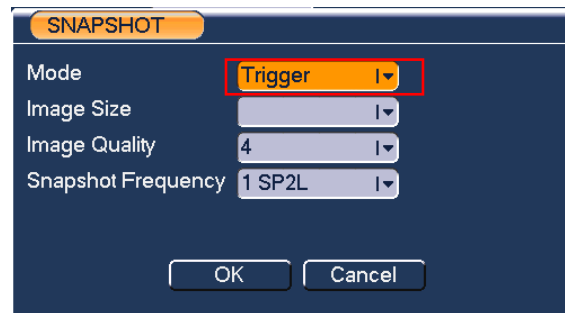 SNAPSHOT
Mode Trigger
Image Size
Image Quality 4
Snapshot Frequency 1 SP2L
OK Cancel